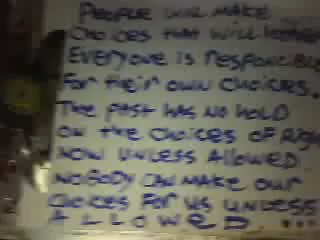 PEOPLE WILL MAKE
CHOICES THAT WILL
EVERYONE IS RESPONCIBLE
FOR THEIR OWN CHOICES.
THE PAST HAS NO HOLD
ON THE CHOICES OF RIGHT
NOW UNLESS ALLOWED
NOBODY CAN MAKE OUR
CHOICES FOR US UNLESS
ALLOWED ...